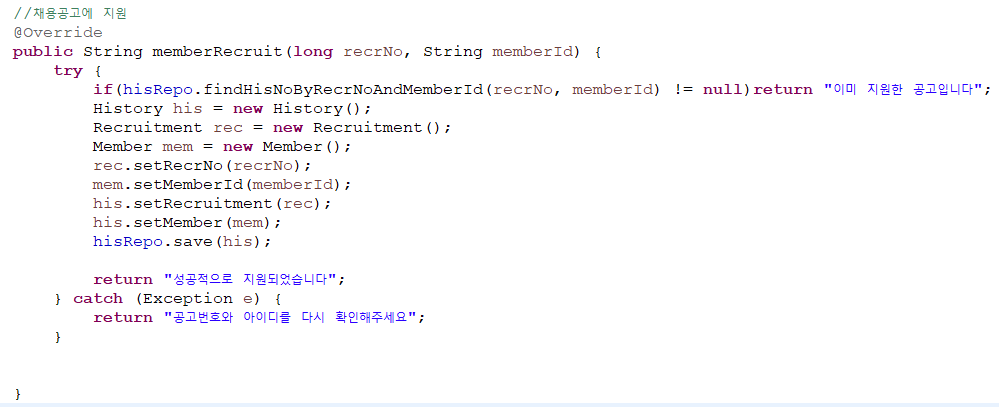 //채용공고에 지원
@Override
public String memberRecruit(long recrNo, String memberId) {
try {
if(hisRepo.findHisNoByRecrNoAndMemberId(recrNo, memberId) != null)return "이미 지원한 공고입니다";
History his = new History();
Recruitment rec = new Recruitment();
Member mem = new Member();
rec.setRecrNo(recrNo);
mem.setMemberId(memberId);
his.setRecruitment(rec);
his.setMember(mem);
hisRepo.save(his);
return "성공적으로 지원되었습니다";
} catch (Exception e) {
return "공고번호와 아이디를 다시 확인해주세요";
}
}